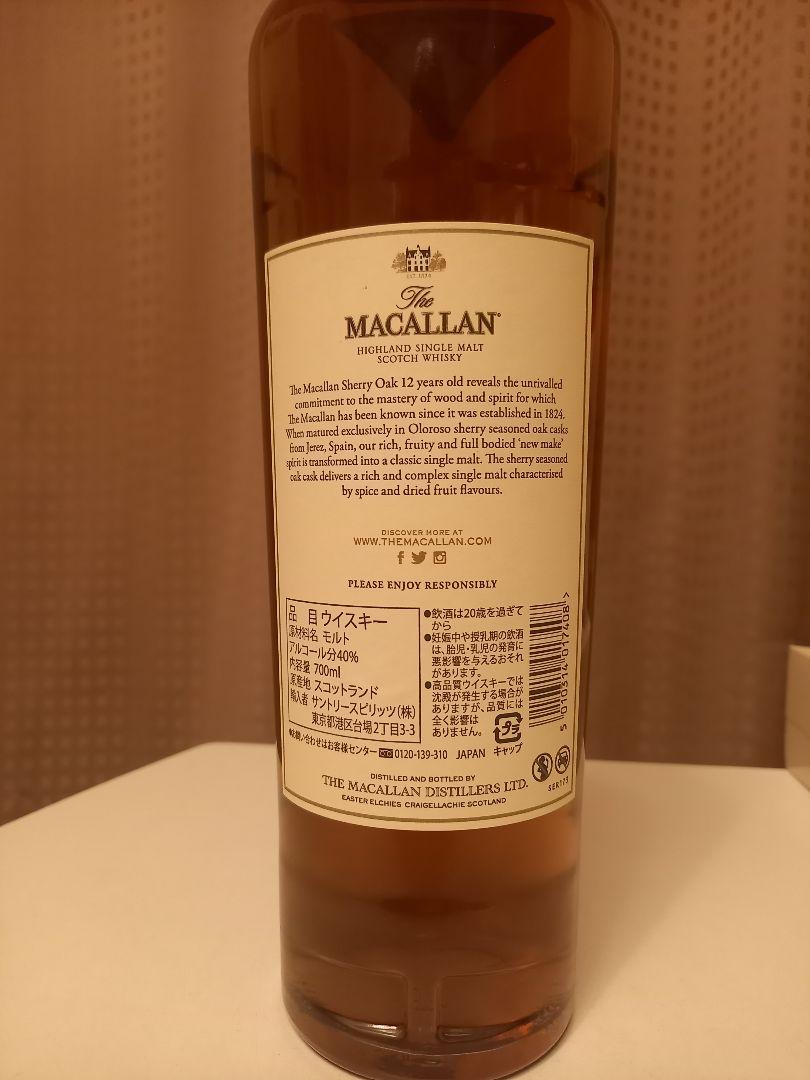 EST. 1824
The
MACALLAN
HIGHLAND SINGLE MALT
SCOTCH WHISKY
The Macallan Sherry Oak 12 years old reveals the unrivalled
commitment to the mastery of wood and spirit for which
The Macallan has been known since it was established in 1824.
When matured exclusively in Oloroso sherry seasoned oak casks
from Jerez, Spain, our rich, fruity and full bodied 'new make'
spirit is transformed into a classic single malt. The sherry seasoned
oak cask delivers a rich and complex single malt characterised
by spice and dried fruit flavours.
DISCOVER MORE AT
WWW.THEMACALLAN.COM
PLEASE ENJOY RESPONSIBLY
品 目 ウイスキー
原材料名 モルト
アルコール分40%
内容量 700ml
原産地 スコットランド
輸入者 サントリースピリッツ(株)
東京都港区台場2丁目3-3
●お問い合わせはお客様センター 0120-139-310 JAPAN
●飲酒は20歳を過ぎて
から
●妊娠中や授乳期の飲酒
は、胎児・乳児の発育に
悪影響を与えるおそれ
があります。
●高品質ウイスキーでは
沈殿が発生する場合が
ありますが、品質には
全く影響は
ありません。
プラ
キャップ
5 010314 017408 >
DISTILLED AND BOTTLED BY
THE MACALLAN DISTILLERS LTD.
EASTER ELCHIES CRAIGELLACHIE SCOTLAND
SER173